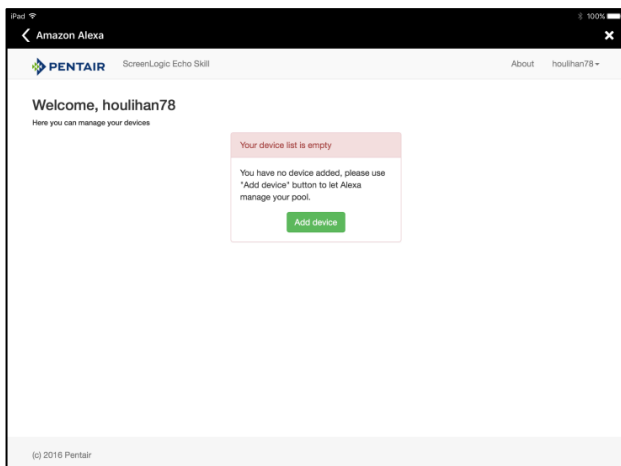 iPad 100%
Amazon Alexa
PENTAIR ScreenLogic Echo Skill About houlihan78
Welcome, houlihan78
Here you can manage your devices
Your device list is empty
You have no device added, please use
"Add device" button to let Alexa
manage your pool.
Add device
(c) 2016 Pentair